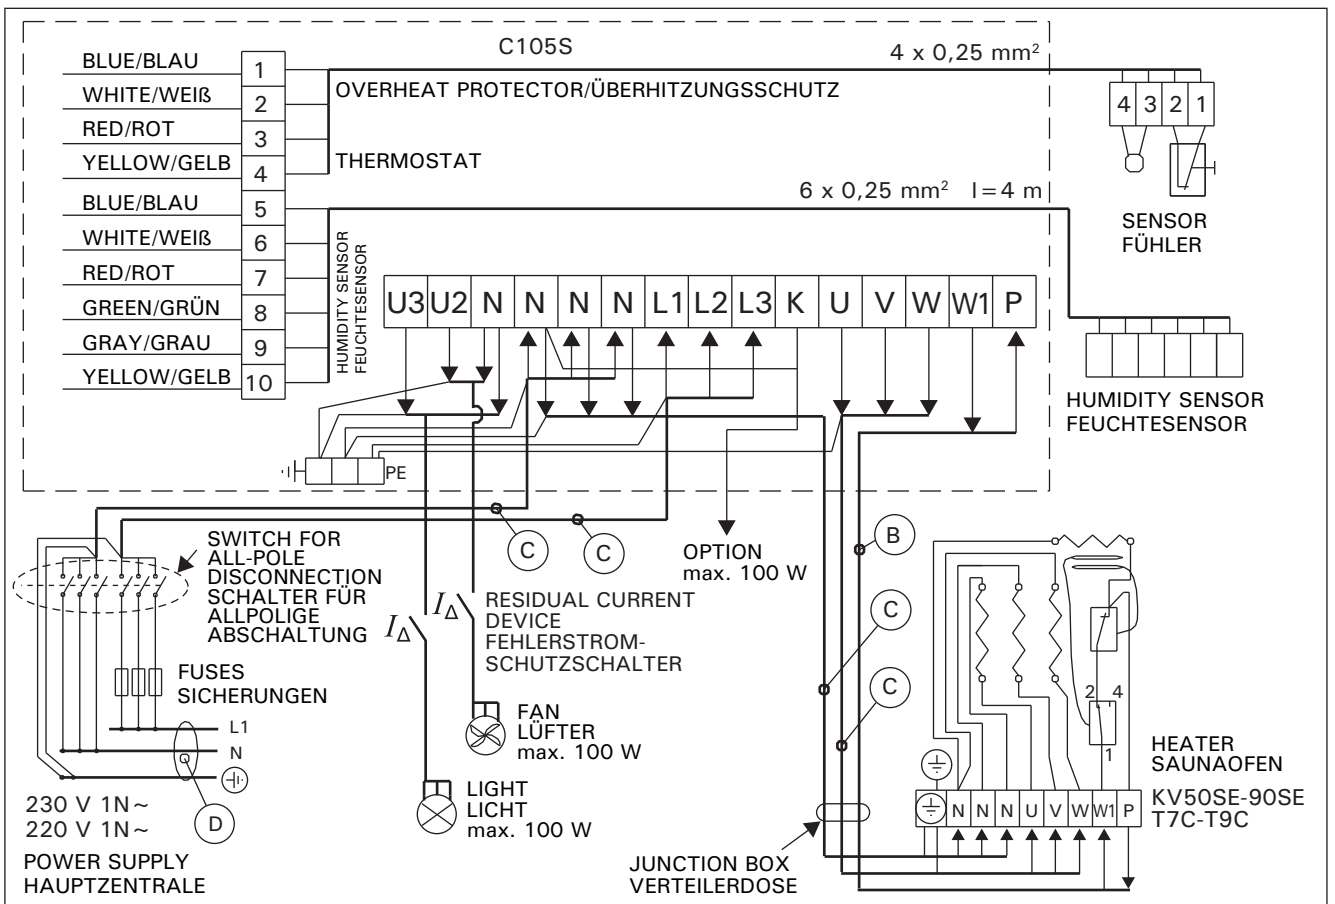 C105S
4 x 0,25 mm²
BLUE/BLAU 1
WHITE/WEIß 2
RED/ROT 3
YELLOW/GELB 4
BLUE/BLAU 5
WHITE/WEIß 6
RED/ROT 7
GREEN/GRÜN 8
GRAY/GRAU 9
YELLOW/GELB 10
OVERHEAT PROTECTOR/ÜBERHITZUNGSSCHUTZ
THERMOSTAT
4 3 2 1
SENSOR
FÜHLER
6 x 0,25 mm² l=4 m
HUMIDITY SENSOR
FEUCHTESENSOR
U3 U2 N N N N L1 L2 L3 K U V W W1 P
HUMIDITY SENSOR
FEUCHTESENSOR
PE
SWITCH FOR
ALL-POLE
DISCONNECTION
SCHALTER FÜR
ALLPOLIGE
ABSCHALTUNG
C
C
OPTION
max. 100 W
B
C
C
I∆
I∆
RESIDUAL CURRENT
DEVICE
FEHLERSTROM-
SCHUTZSCHALTER
FUSES
SICHERUNGEN
L1
N
D
230 V 1N~
220 V 1N~
POWER SUPPLY
HAUPTZENTRALE
FAN
LÜFTER
max. 100 W
LIGHT
LICHT
max. 100 W
JUNCTION BOX
VERTEILERDOSE
2 4
1
N N N U V W W1 P
HEATER
SAUNAOFEN
KV50SE-90SE
T7C-T9C